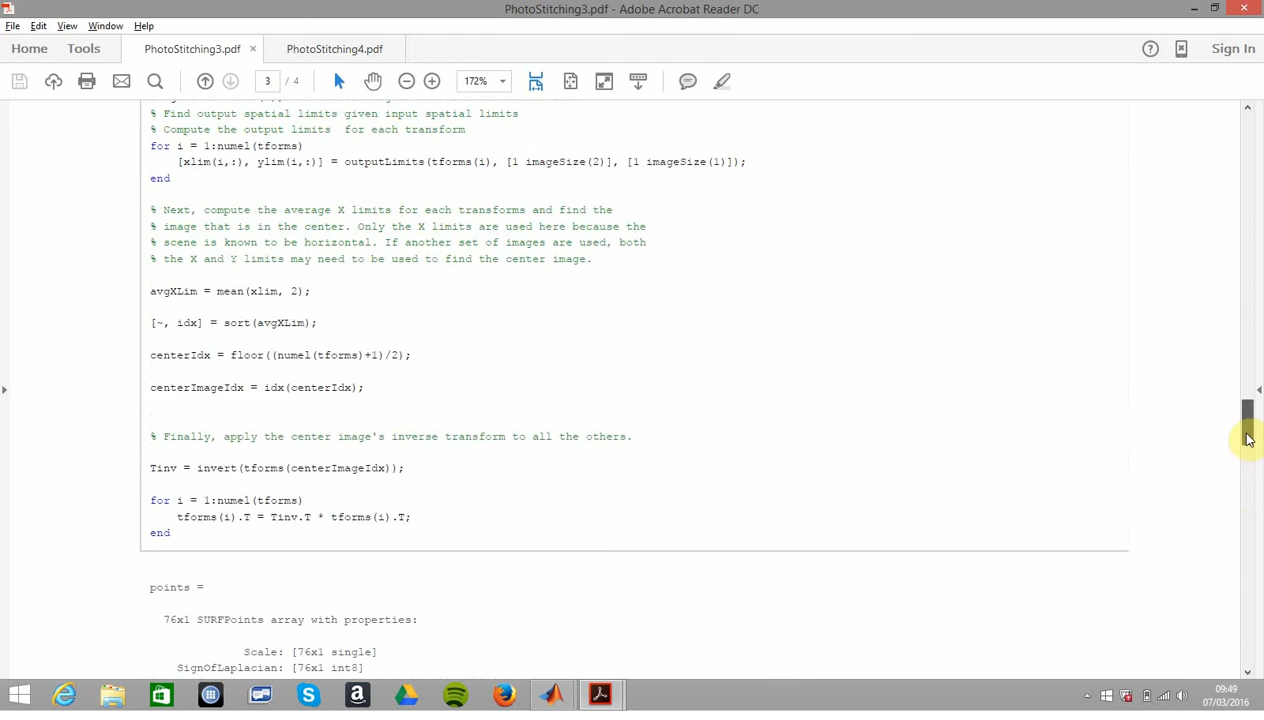 PhotoStitching3.pdf - Adobe Acrobat Reader DC
File Edit View Window Help
Home Tools PhotoStitching3.pdf × PhotoStitching4.pdf Sign In
3 / 4 172%
% Find output spatial limits given input spatial limits
% Compute the output limits  for each transform
for i = 1:numel(tforms)
    [xlim(i,:), ylim(i,:)] = outputLimits(tforms(i), [1 imageSize(2)], [1 imageSize(1)]);
end
% Next, compute the average X limits for each transforms and find the
% image that is in the center. Only the X limits are used here because the
% scene is known to be horizontal. If another set of images are used, both
% the X and Y limits may need to be used to find the center image.
avgXLim = mean(xlim, 2);
[~, idx] = sort(avgXLim);
centerIdx = floor((numel(tforms)+1)/2);
centerImageIdx = idx(centerIdx);
% Finally, apply the center image's inverse transform to all the others.
Tinv = invert(tforms(centerImageIdx));
for i = 1:numel(tforms)
    tforms(i).T = Tinv.T * tforms(i).T;
end
points =
76x1 SURFPoints array with properties:
Scale: [76x1 single]
SignOfLaplacian: [76x1 int8]
09:49
07/03/2016